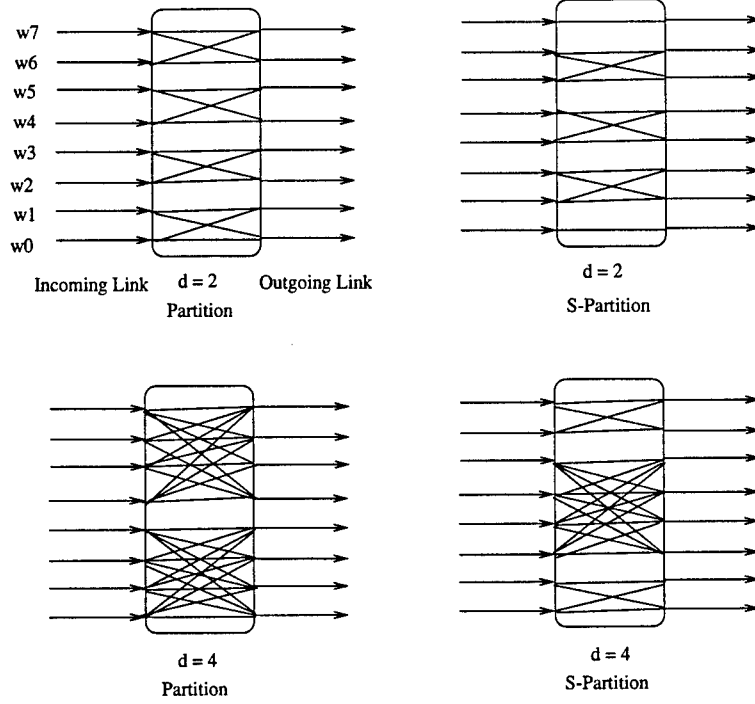 w7
w6
w5
w4
w3
w2
w1
w0
Incoming Link
d = 2
Outgoing Link
Partition
d = 2
S-Partition
d = 4
Partition
d = 4
S-Partition